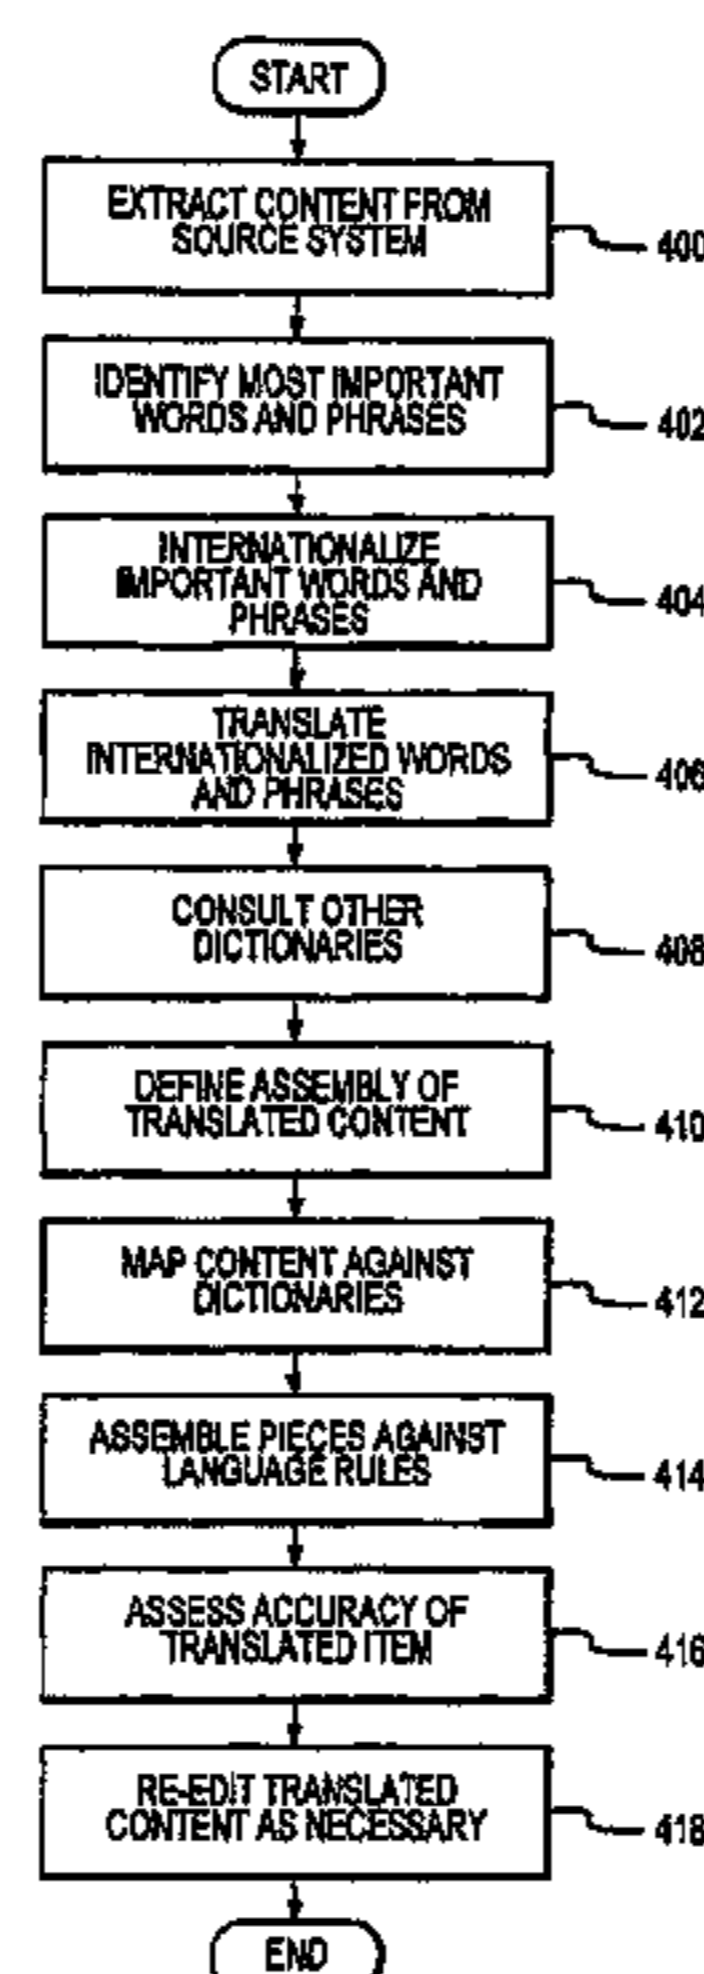 START
EXTRACT CONTENT FROM
SOURCE SYSTEM
400
IDENTIFY MOST IMPORTANT
WORDS AND PHRASES
402
INTERNATIONALIZE
IMPORTANT WORDS AND
PHRASES
404
TRANSLATE
INTERNATIONALIZED WORDS
AND PHRASES
406
CONSULT OTHER
DICTIONARIES
408
DEFINE ASSEMBLY OF
TRANSLATED CONTENT
410
MAP CONTENT AGAINST
DICTIONARIES
412
ASSEMBLE PIECES AGAINST
LANGUAGE RULES
414
ASSESS ACCURACY OF
TRANSLATED ITEM
416
RE-EDIT TRANSLATED
CONTENT AS NECESSARY
418
END